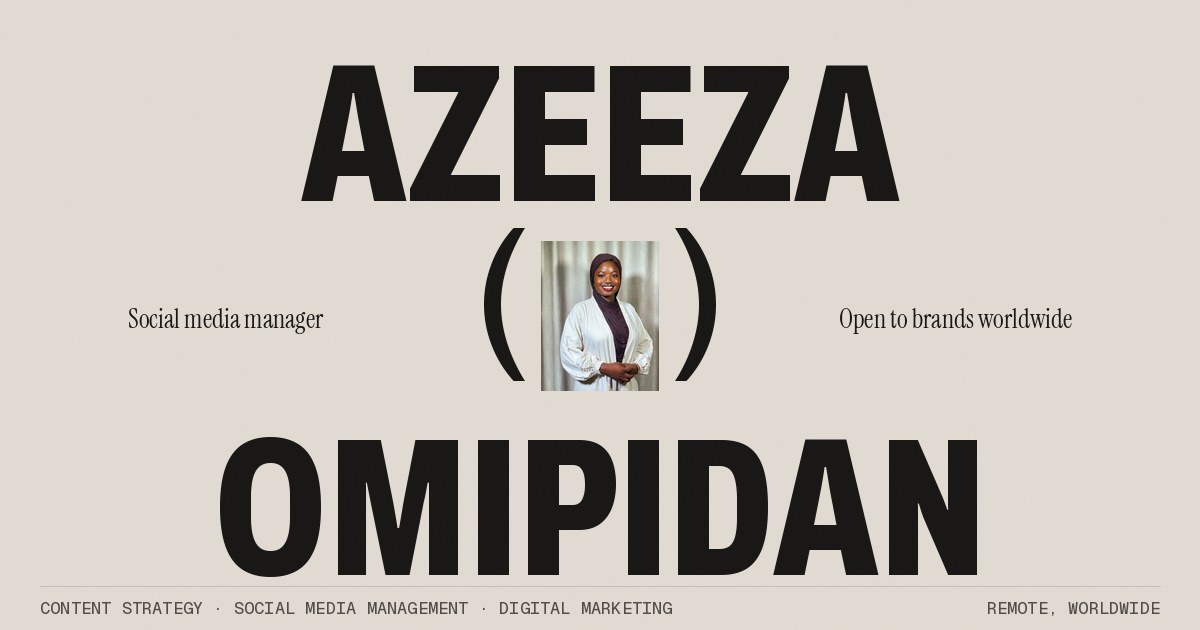 AZEEZA
( )
Social media manager
Open to brands worldwide
OMIPIDAN
CONTENT STRATEGY · SOCIAL MEDIA MANAGEMENT · DIGITAL MARKETING
REMOTE, WORLDWIDE